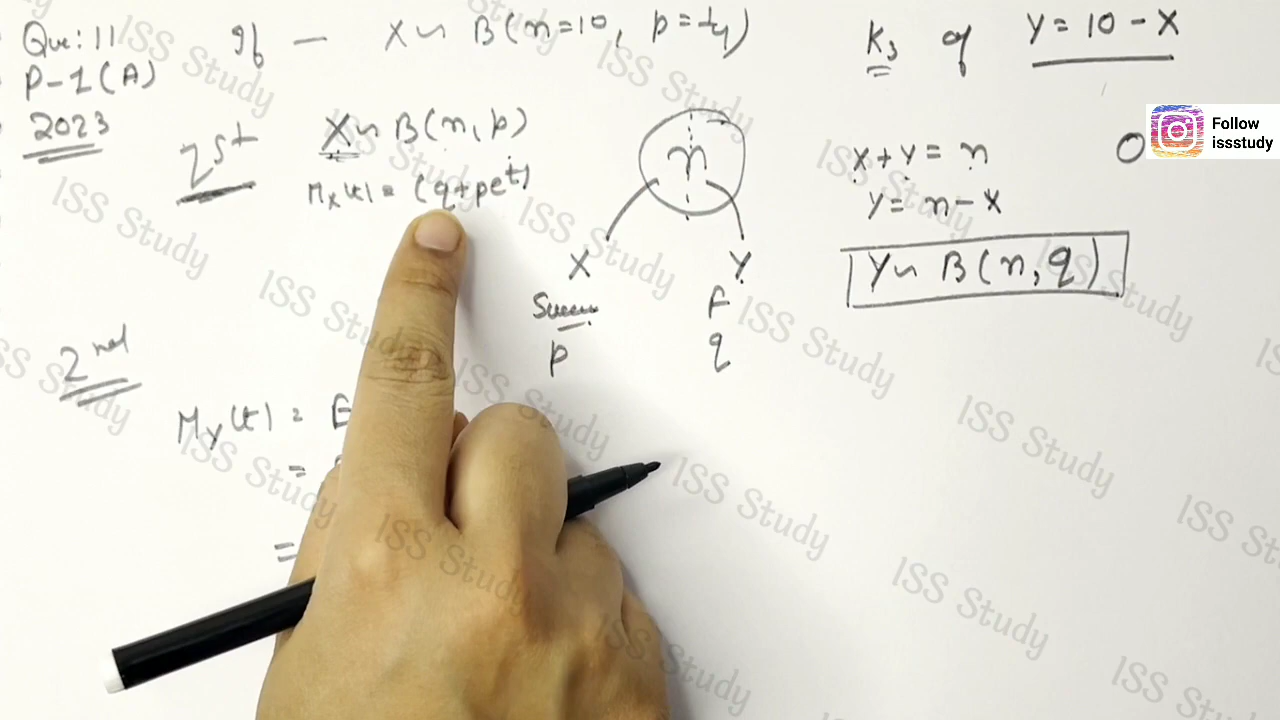 Que: 11 If — X ~ B(n=10, p=1/4) K3 of Y = 10 - X
P-1(A)
2023
1st X ~ B(n, p)
Mx(t) = (q+pe^t)
n
X + Y = n
Y = n - X
Y ~ B(n, q)
X Y
Success F
p q
2nd
My(t) = E
=
=
Follow
issstudy
ISS Study